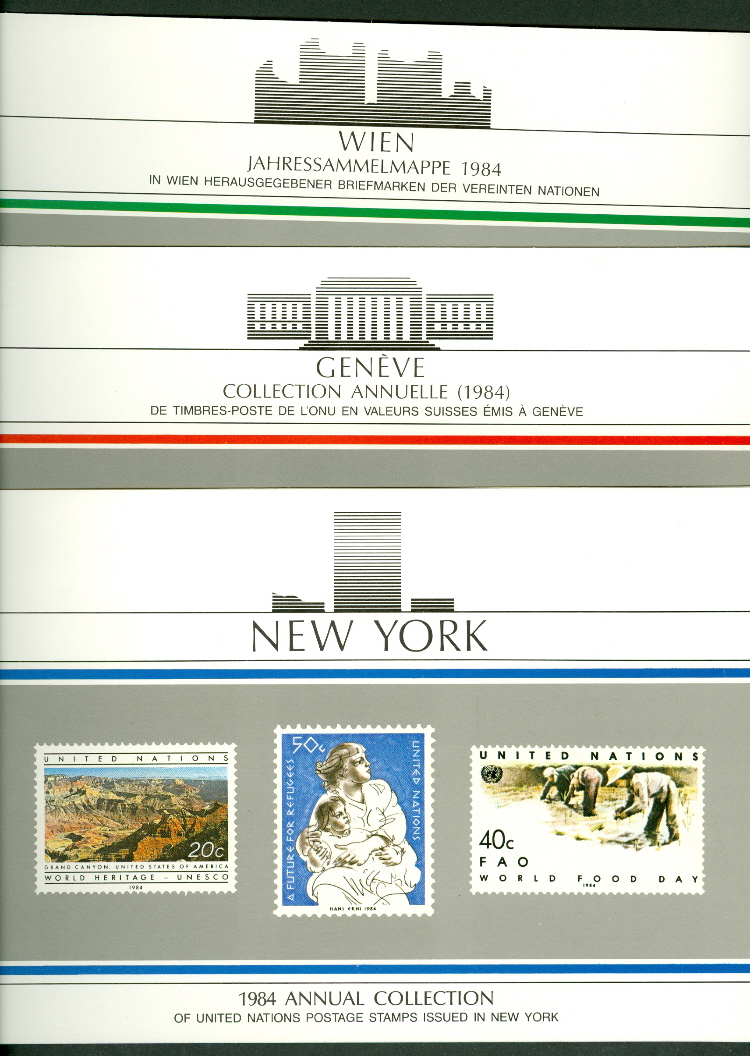 WIEN
JAHRESSAMMELMAPPE 1984
IN WIEN HERAUSGEGEBENER BRIEFMARKEN DER VEREINTEN NATIONEN
GENÈVE
COLLECTION ANNUELLE (1984)
DE TIMBRES-POSTE DE L'ONU EN VALEURS SUISSES ÉMIS À GENÈVE
NEW YORK
UNITED NATIONS
20c
GRAND CANYON, UNITED STATES OF AMERICA
WORLD HERITAGE - UNESCO
1984
50c
A FUTURE FOR REFUGEES
UNITED NATIONS
HANS ERNI 1984
UNITED NATIONS
40c
FAO
WORLD FOOD DAY
1984
1984 ANNUAL COLLECTION
OF UNITED NATIONS POSTAGE STAMPS ISSUED IN NEW YORK